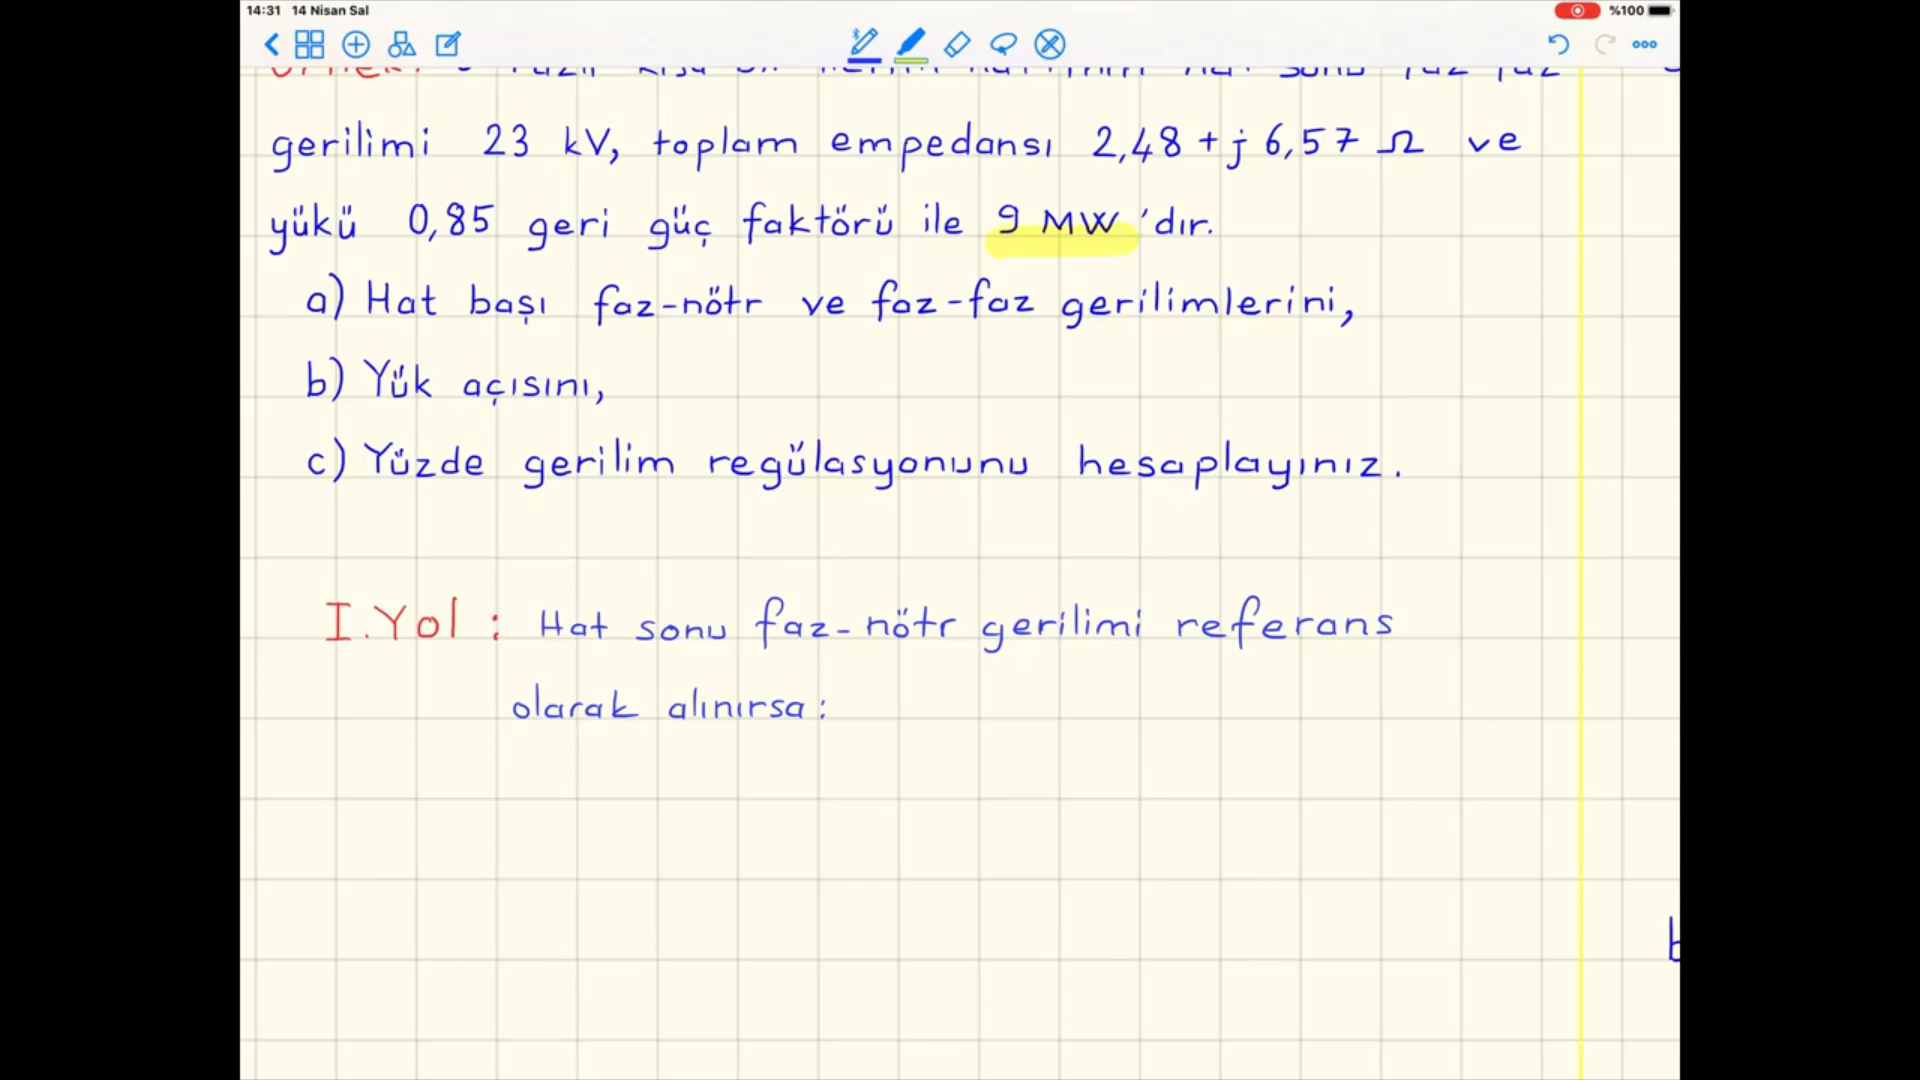 14:31 14 Nisan Sal
%100
gerilimi 23 kV, toplam empedansı 2,48 + j 6,57 Ω ve
yükü 0,85 geri güç faktörü ile 9 MW 'dır.
a) Hat başı faz-nötr ve faz-faz gerilimlerini,
b) Yük açısını,
c) Yüzde gerilim regülasyonunu hesaplayınız.
I. Yol : Hat sonu faz-nötr gerilimi referans
olarak alınırsa: